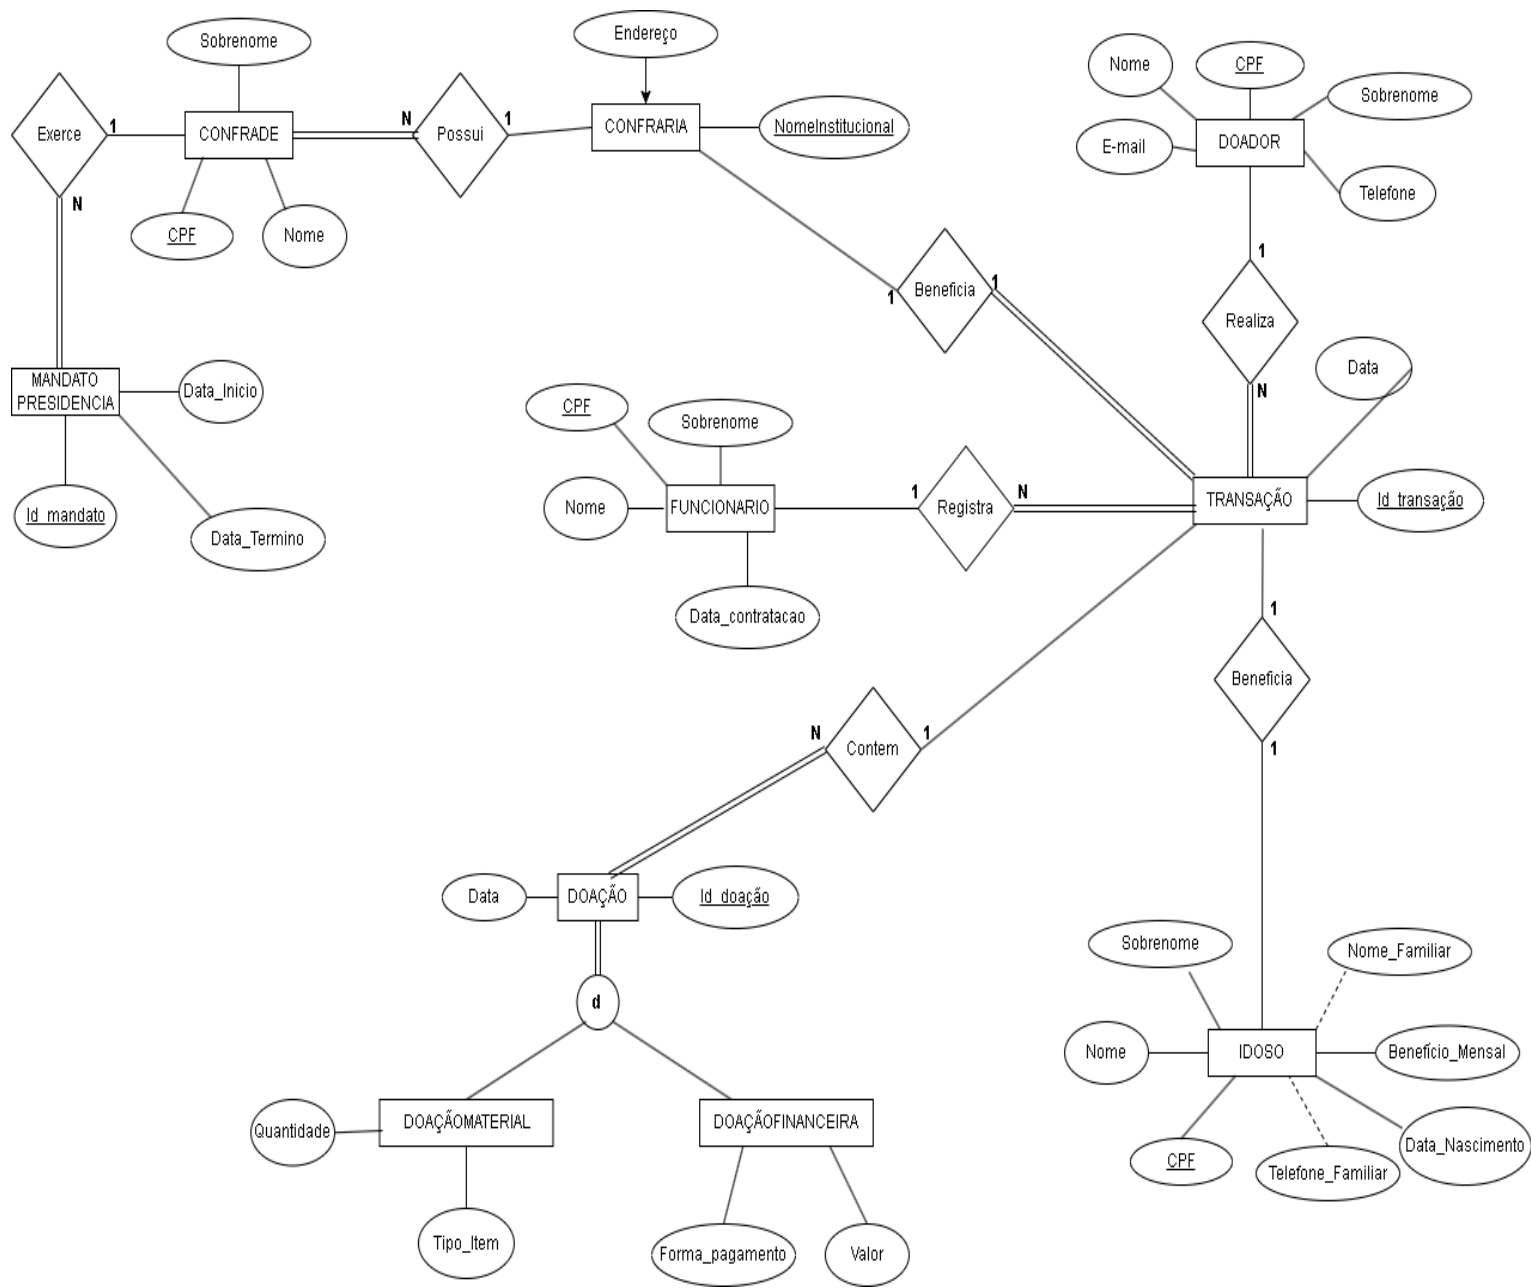 Endereço
Sobrenome
Nome
CPF
Sobrenome
Exerce
1
CONFRADE
N
Possui
1
CONFRARIA
NomeInstitucional
E-mail
DOADOR
Telefone
N
CPF
Nome
1
Beneficia
1
1
Realiza
N
Data
MANDATO
PRESIDENCIA
Data_Inicio
CPF
Sobrenome
Id_mandato
Data_Termino
Nome
FUNCIONARIO
1
Registra
N
TRANSAÇÃO
Id_transação
Data_contratacao
1
Beneficia
1
N
Contem
1
Data
DOAÇÃO
Id_doação
d
Sobrenome
Nome_Familiar
Nome
IDOSO
Benefício_Mensal
CPF
Telefone_Familiar
Data_Nascimento
Quantidade
DOAÇÃOMATERIAL
DOAÇÃOFINANCEIRA
Tipo_Item
Forma_pagamento
Valor